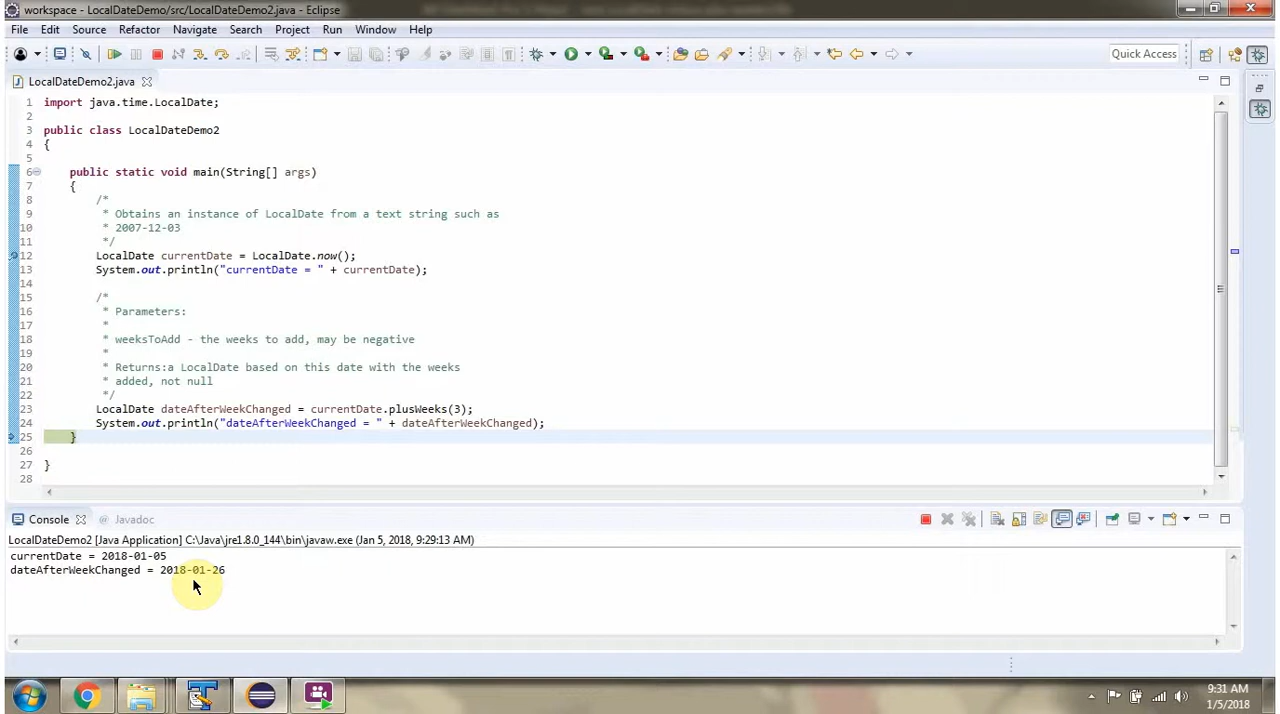 workspace - LocalDateDemo/src/LocalDateDemo2.java - Eclipse
File Edit Source Refactor Navigate Search Project Run Window Help
Quick Access
LocalDateDemo2.java
1 import java.time.LocalDate;
2
3 public class LocalDateDemo2
4 {
5
6 public static void main(String[] args)
7 {
8 /*
9 * Obtains an instance of LocalDate from a text string such as
10 * 2007-12-03
11 */
12 LocalDate currentDate = LocalDate.now();
13 System.out.println("currentDate = " + currentDate);
14
15 /*
16 * Parameters:
17 *
18 * weeksToAdd - the weeks to add, may be negative
19 *
20 * Returns:a LocalDate based on this date with the weeks
21 * added, not null
22 */
23 LocalDate dateAfterWeekChanged = currentDate.plusWeeks(3);
24 System.out.println("dateAfterWeekChanged = " + dateAfterWeekChanged);
25 }
26
27 }
28
Console @ Javadoc
LocalDateDemo2 [Java Application] C:\Java\jre1.8.0_144\bin\javaw.exe (Jan 5, 2018, 9:29:13 AM)
currentDate = 2018-01-05
dateAfterWeekChanged = 2018-01-26
9:31 AM
1/5/2018